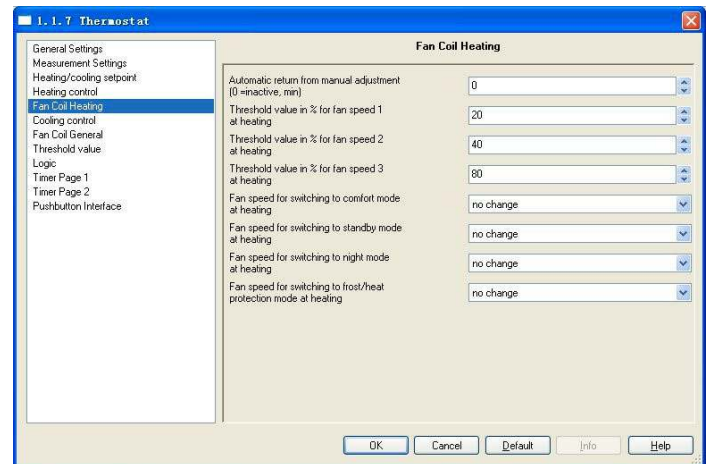 1.1.7 Thermostat
General Settings
Measurement Settings
Heating/cooling setpoint
Heating control
Fan Coil Heating
Cooling control
Fan Coil General
Threshold value
Logic
Timer Page 1
Timer Page 2
Pushbutton Interface
Fan Coil Heating
Automatic return from manual adjustment
(0 =inactive, min)
0
Threshold value in % for fan speed 1
at heating
20
Threshold value in % for fan speed 2
at heating
40
Threshold value in % for fan speed 3
at heating
80
Fan speed for switching to comfort mode
at heating
no change
Fan speed for switching to standby mode
at heating
no change
Fan speed for switching to night mode
at heating
no change
Fan speed for switching to frost/heat
protection mode at heating
no change
OK Cancel Default Info Help